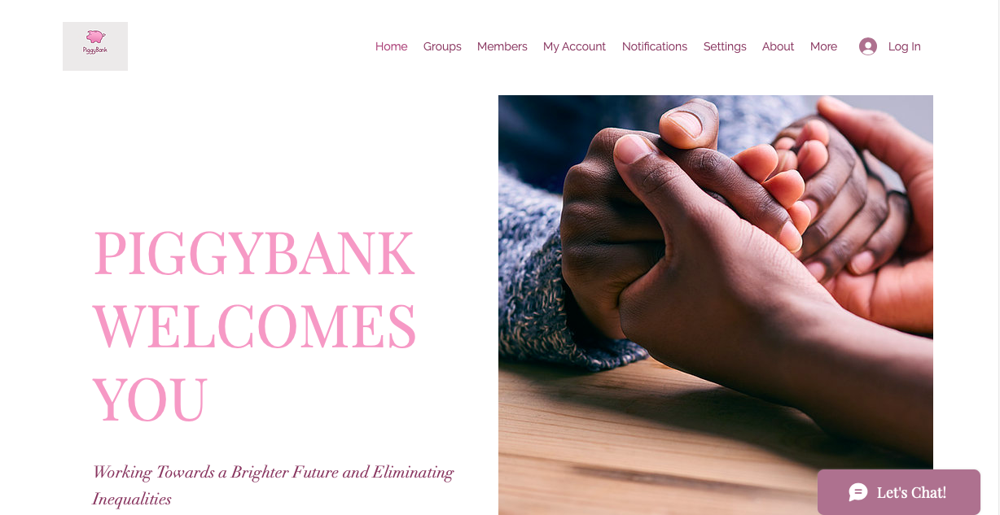 PiggyBank
Home Groups Members My Account Notifications Settings About More Log In
PIGGYBANK
WELCOMES
YOU
Working Towards a Brighter Future and Eliminating
Inequalities
Let's Chat!